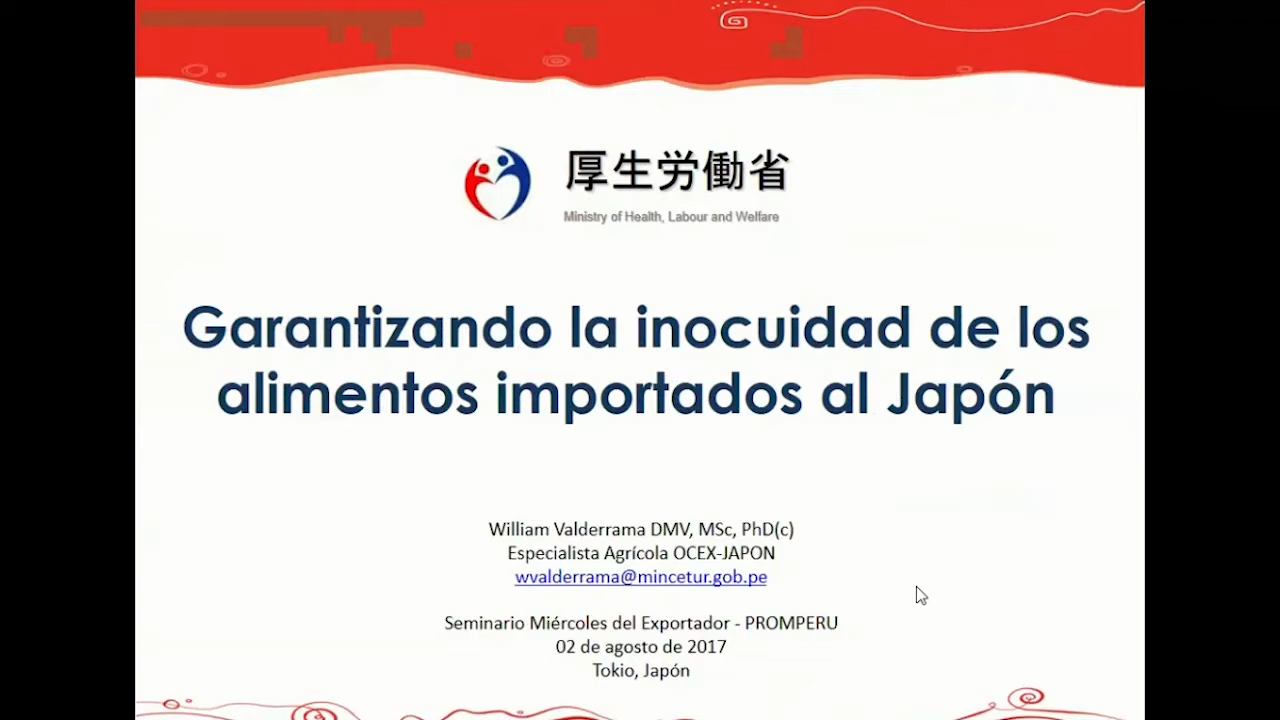 厚生労働省
Ministry of Health, Labour and Welfare
Garantizando la inocuidad de los
alimentos importados al Japón
William Valderrama DMV, MSc, PhD(c)
Especialista Agrícola OCEX-JAPON
wvalderrama@mincetur.gob.pe
Seminario Miércoles del Exportador - PROMPERU
02 de agosto de 2017
Tokio, Japón